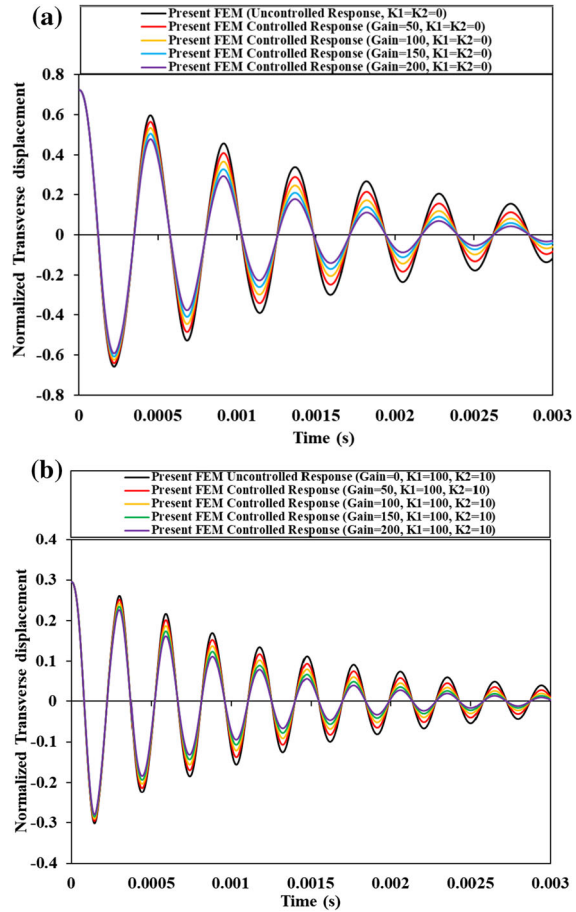 (a)
Present FEM (Uncontrolled Response, K1=K2=0)
Present FEM Controlled Response (Gain=50, K1=K2=0)
Present FEM Controlled Response (Gain=100, K1=K2=0)
Present FEM Controlled Response (Gain=150, K1=K2=0)
Present FEM Controlled Response (Gain=200, K1=K2=0)
Normalized Transverse displacement
0.8
0.6
0.4
0.2
0
-0.2
-0.4
-0.6
-0.8
0 0.0005 0.001 0.0015 0.002 0.0025 0.003
Time (s)
(b)
Present FEM Uncontrolled Response (Gain=0, K1=100, K2=10)
Present FEM Controlled Response (Gain=50, K1=100, K2=10)
Present FEM Controlled Response (Gain=100, K1=100, K2=10)
Present FEM Controlled Response (Gain=150, K1=100, K2=10)
Present FEM Controlled Response (Gain=200, K1=100, K2=10)
Normalized Transverse displacement
0.4
0.3
0.2
0.1
0
-0.1
-0.2
-0.3
-0.4
0 0.0005 0.001 0.0015 0.002 0.0025 0.003
Time (s)